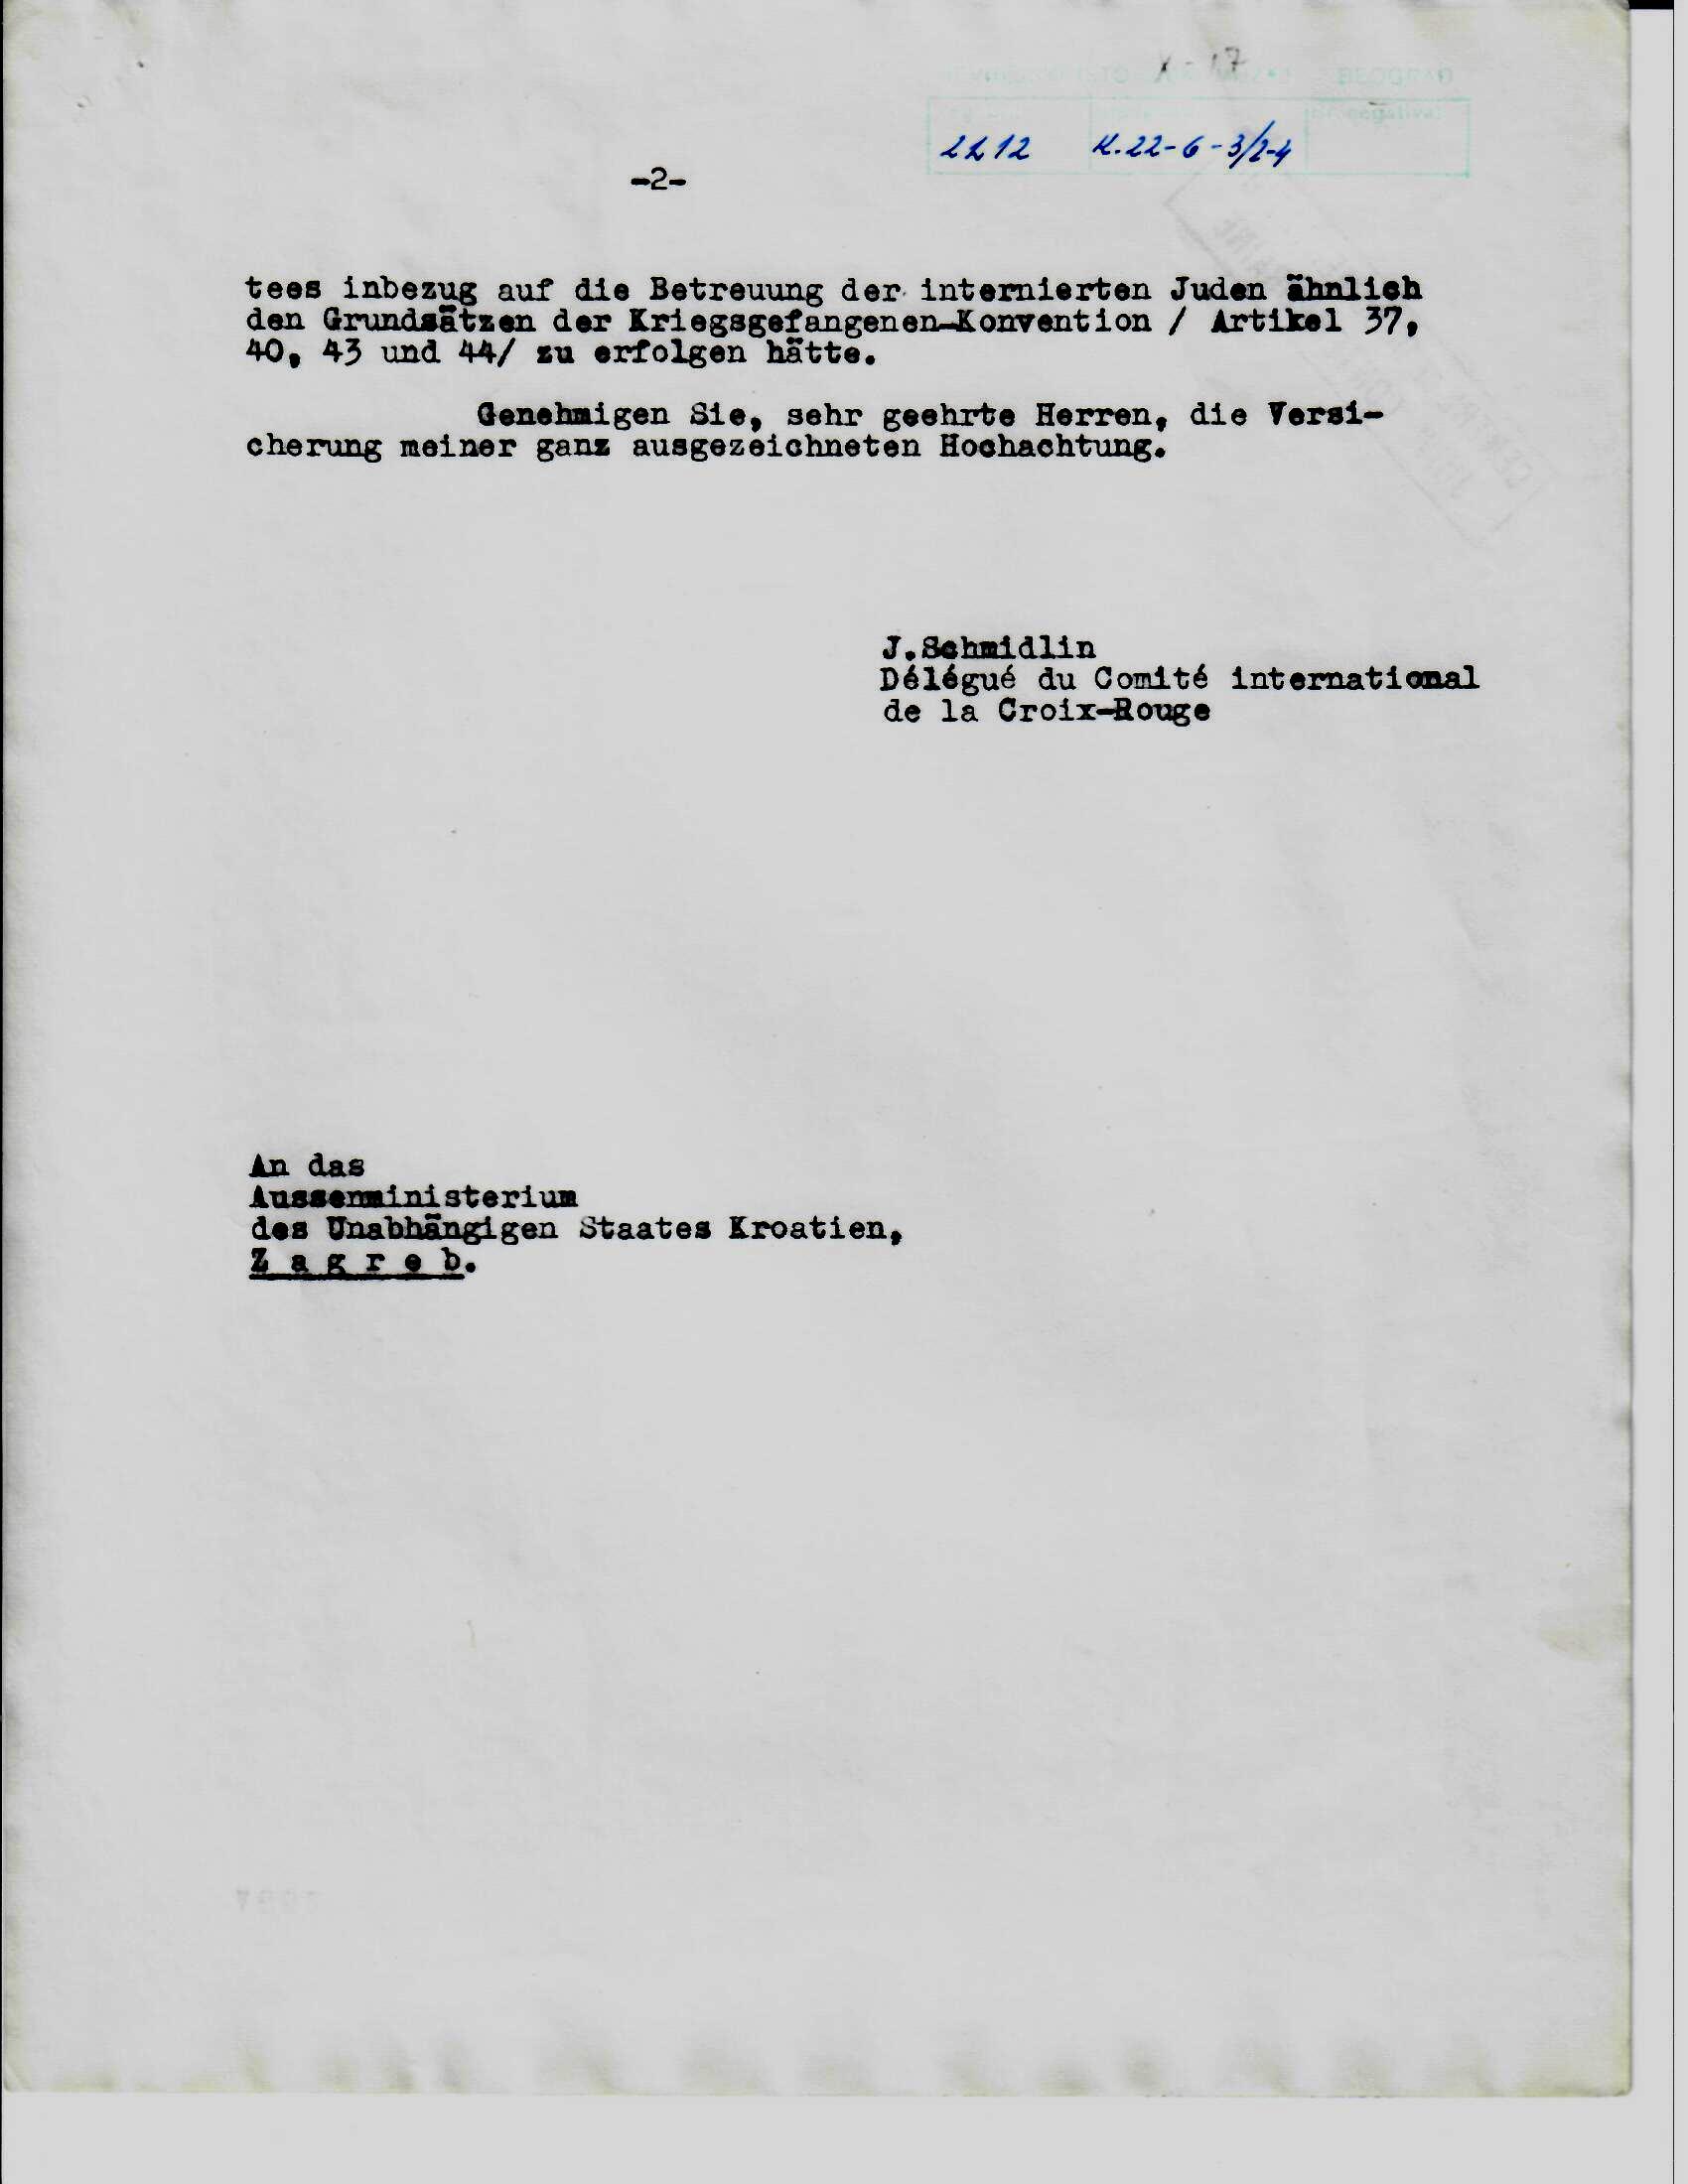 X-17
BEOGRAD
2212 K.22-6-3/2-4
-2-
tees inbezug auf die Betreuung der internierten Juden ähnlich
den Grundsätzen der Kriegsgefangenen-Konvention / Artikel 37,
40, 43 und 44/ zu erfolgen hätte.
Genehmigen Sie, sehr geehrte Herren, die Versi-
cherung meiner ganz ausgezeichneten Hochachtung.
J.Schmidlin
Délégué du Comité international
de la Croix-Rouge
An das
Aussenministerium
des Unabhängigen Staates Kroatien,
Z a g r e b.